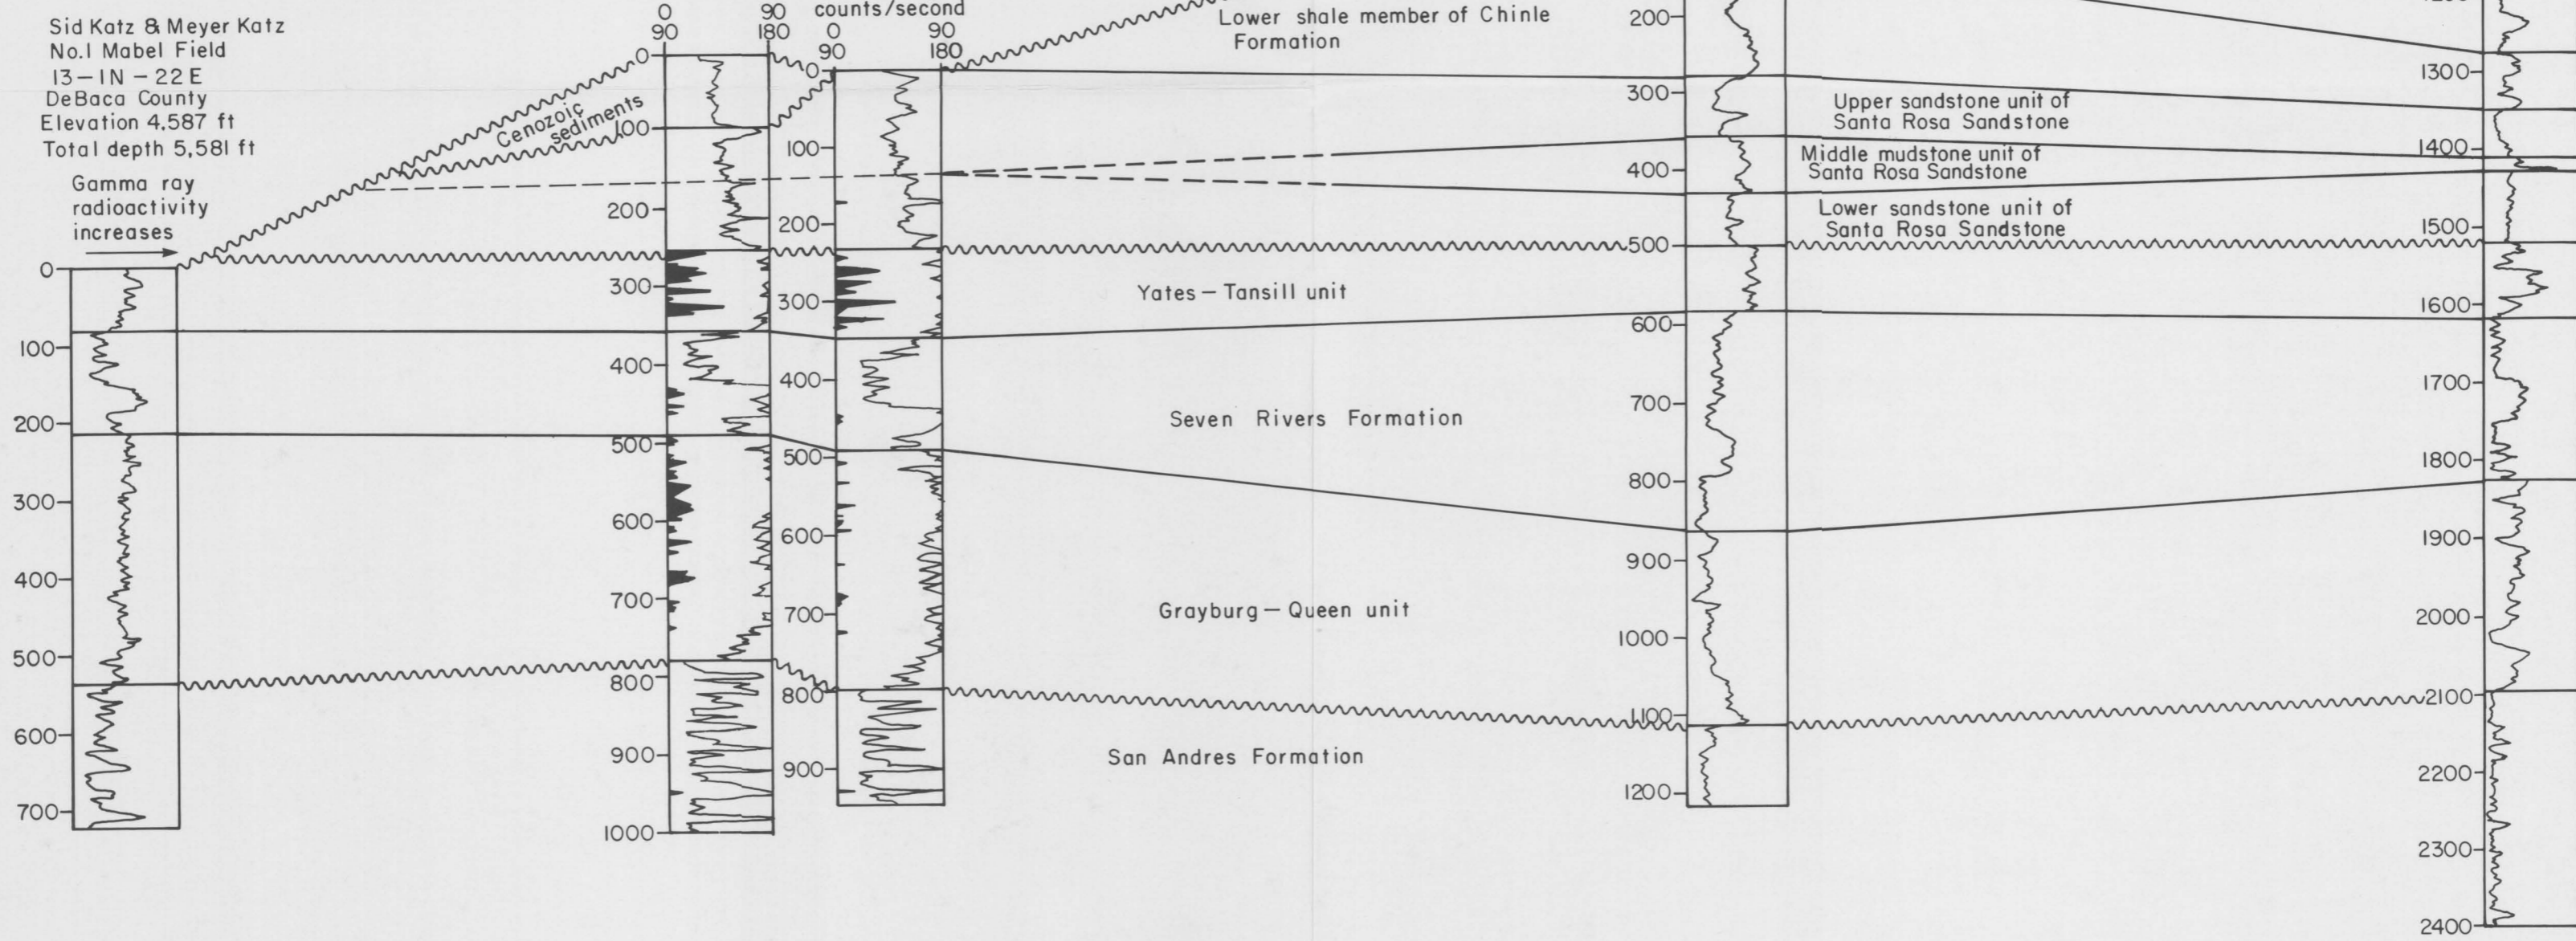 Sid Katz & Meyer Katz
No.1 Mabel Field
13-1N-22E
DeBaca County
Elevation 4,587 ft
Total depth 5,581 ft
Gamma ray
radioactivity
increases
0
100
200
300
400
500
600
700
Cenozoic
sediments
0 90
90 180
0
100
200
300
400
500
600
700
800
900
1000
counts/second
0 90
90 180
0
100
200
300
400
500
600
700
800
900
Lower shale member of Chinle
Formation
Yates-Tansill unit
Seven Rivers Formation
Grayburg-Queen unit
San Andres Formation
200
300
400
500
600
700
800
900
1000
1100
1200
Upper sandstone unit of
Santa Rosa Sandstone
Middle mudstone unit of
Santa Rosa Sandstone
Lower sandstone unit of
Santa Rosa Sandstone
1300
1400
1500
1600
1700
1800
1900
2000
2100
2200
2300
2400